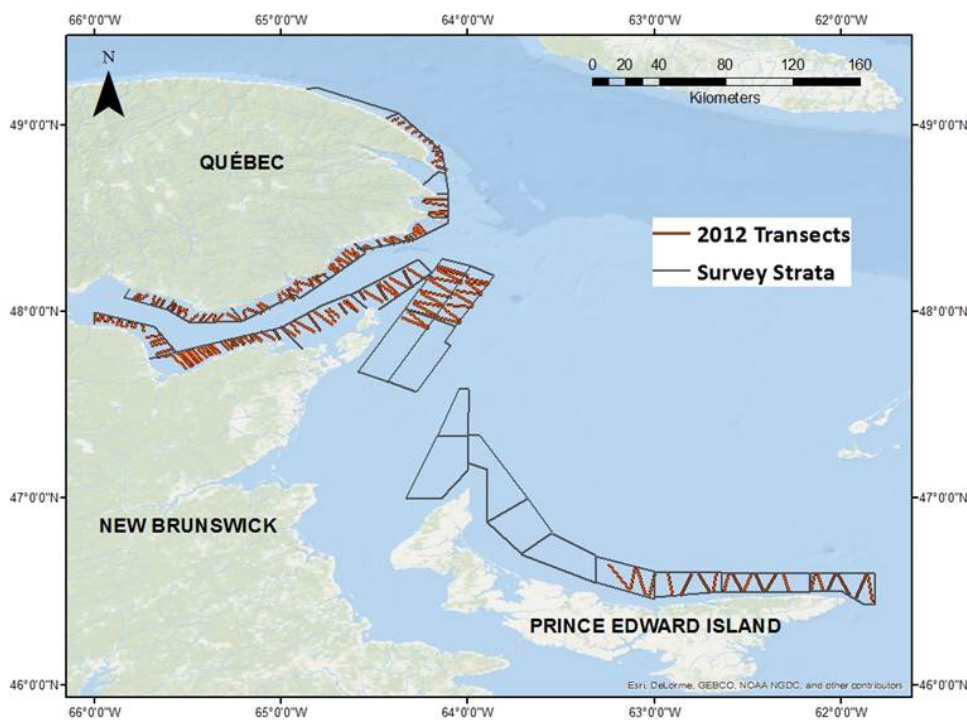 66°0'0"W 65°0'0"W 64°0'0"W 63°0'0"W 62°0'0"W
N
0 10 20 30 40 80 120 160
Kilometers
49°0'0"N 49°0'0"N
QUÉBEC
2012 Transects
Survey Strata
48°0'0"N 48°0'0"N
47°0'0"N 47°0'0"N
NEW BRUNSWICK
PRINCE EDWARD ISLAND
46°0'0"N 46°0'0"N
Esri, DeLorme, GEBCO, NOAA NGDC, and other contributors
66°0'0"W 65°0'0"W 64°0'0"W 63°0'0"W 62°0'0"W